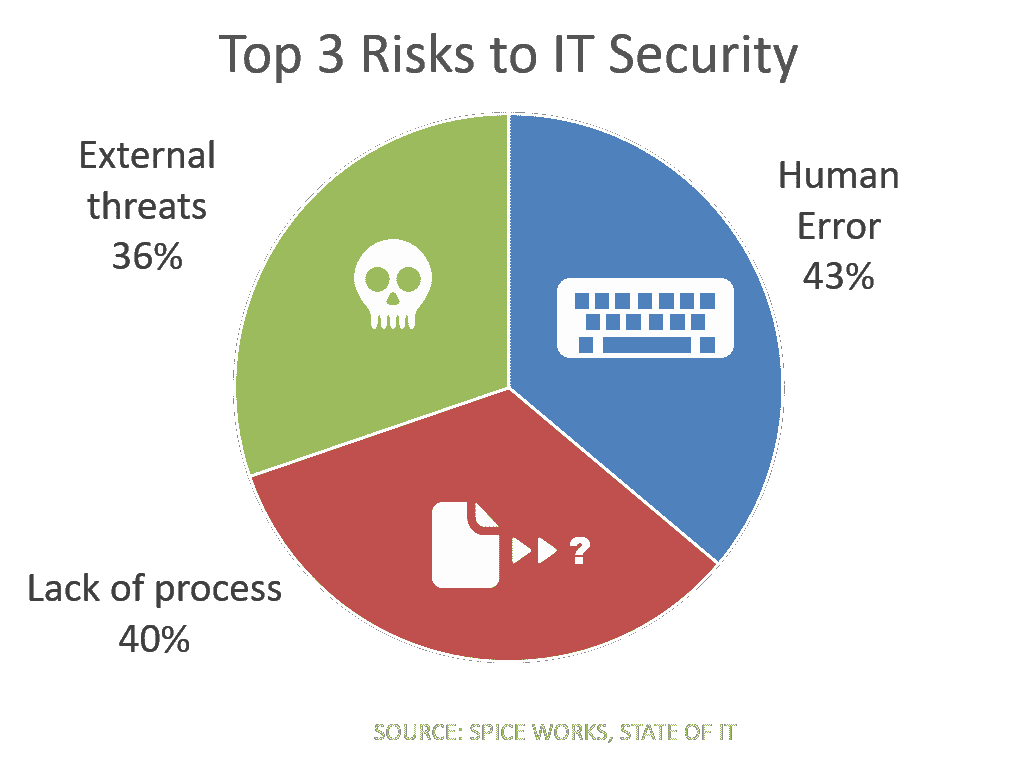 Top 3 Risks to IT Security
External
threats
36%
Human
Error
43%
?
Lack of process
40%
SOURCE: SPICE WORKS, STATE OF IT